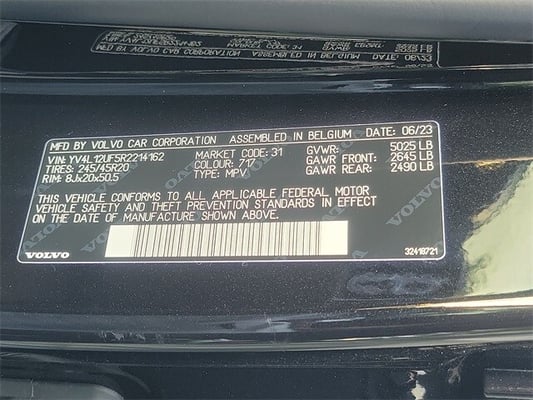 MFD BY VOLVO CAR CORPORATION ASSEMBLED IN BELGIUM DATE: 06/23
VIN: YV4L12UF5R2214162 MARKET CODE: 31 GVWR: 5025 LB
TIRES: 245/45R20 COLOUR: 717 GAWR FRONT: 2645 LB
RIM: 8Jx20x50,5 TYPE: MPV GAWR REAR: 2490 LB
THIS VEHICLE CONFORMS TO ALL APPLICABLE FEDERAL MOTOR
VEHICLE SAFETY AND THEFT PREVENTION STANDARDS IN EFFECT
ON THE DATE OF MANUFACTURE SHOWN ABOVE.
VOLVO 32418721